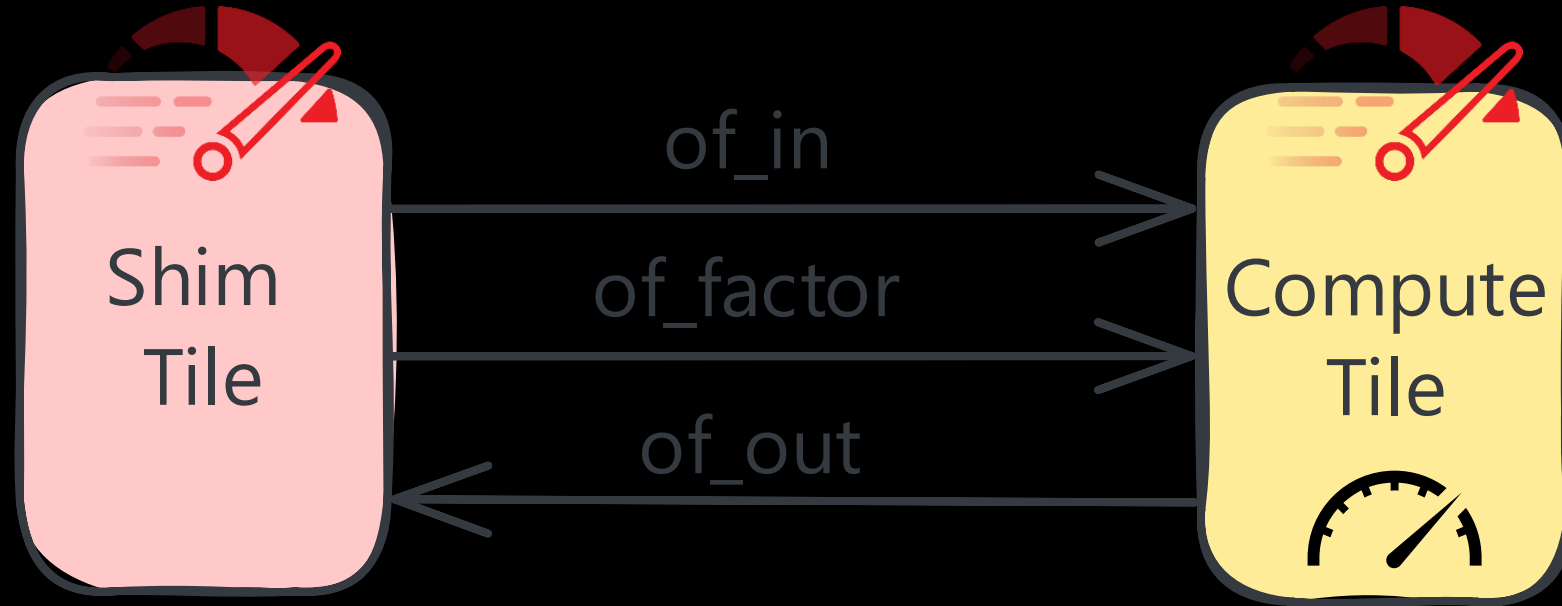 of_in
Shim
Tile
of_factor
of_out
Compute
Tile